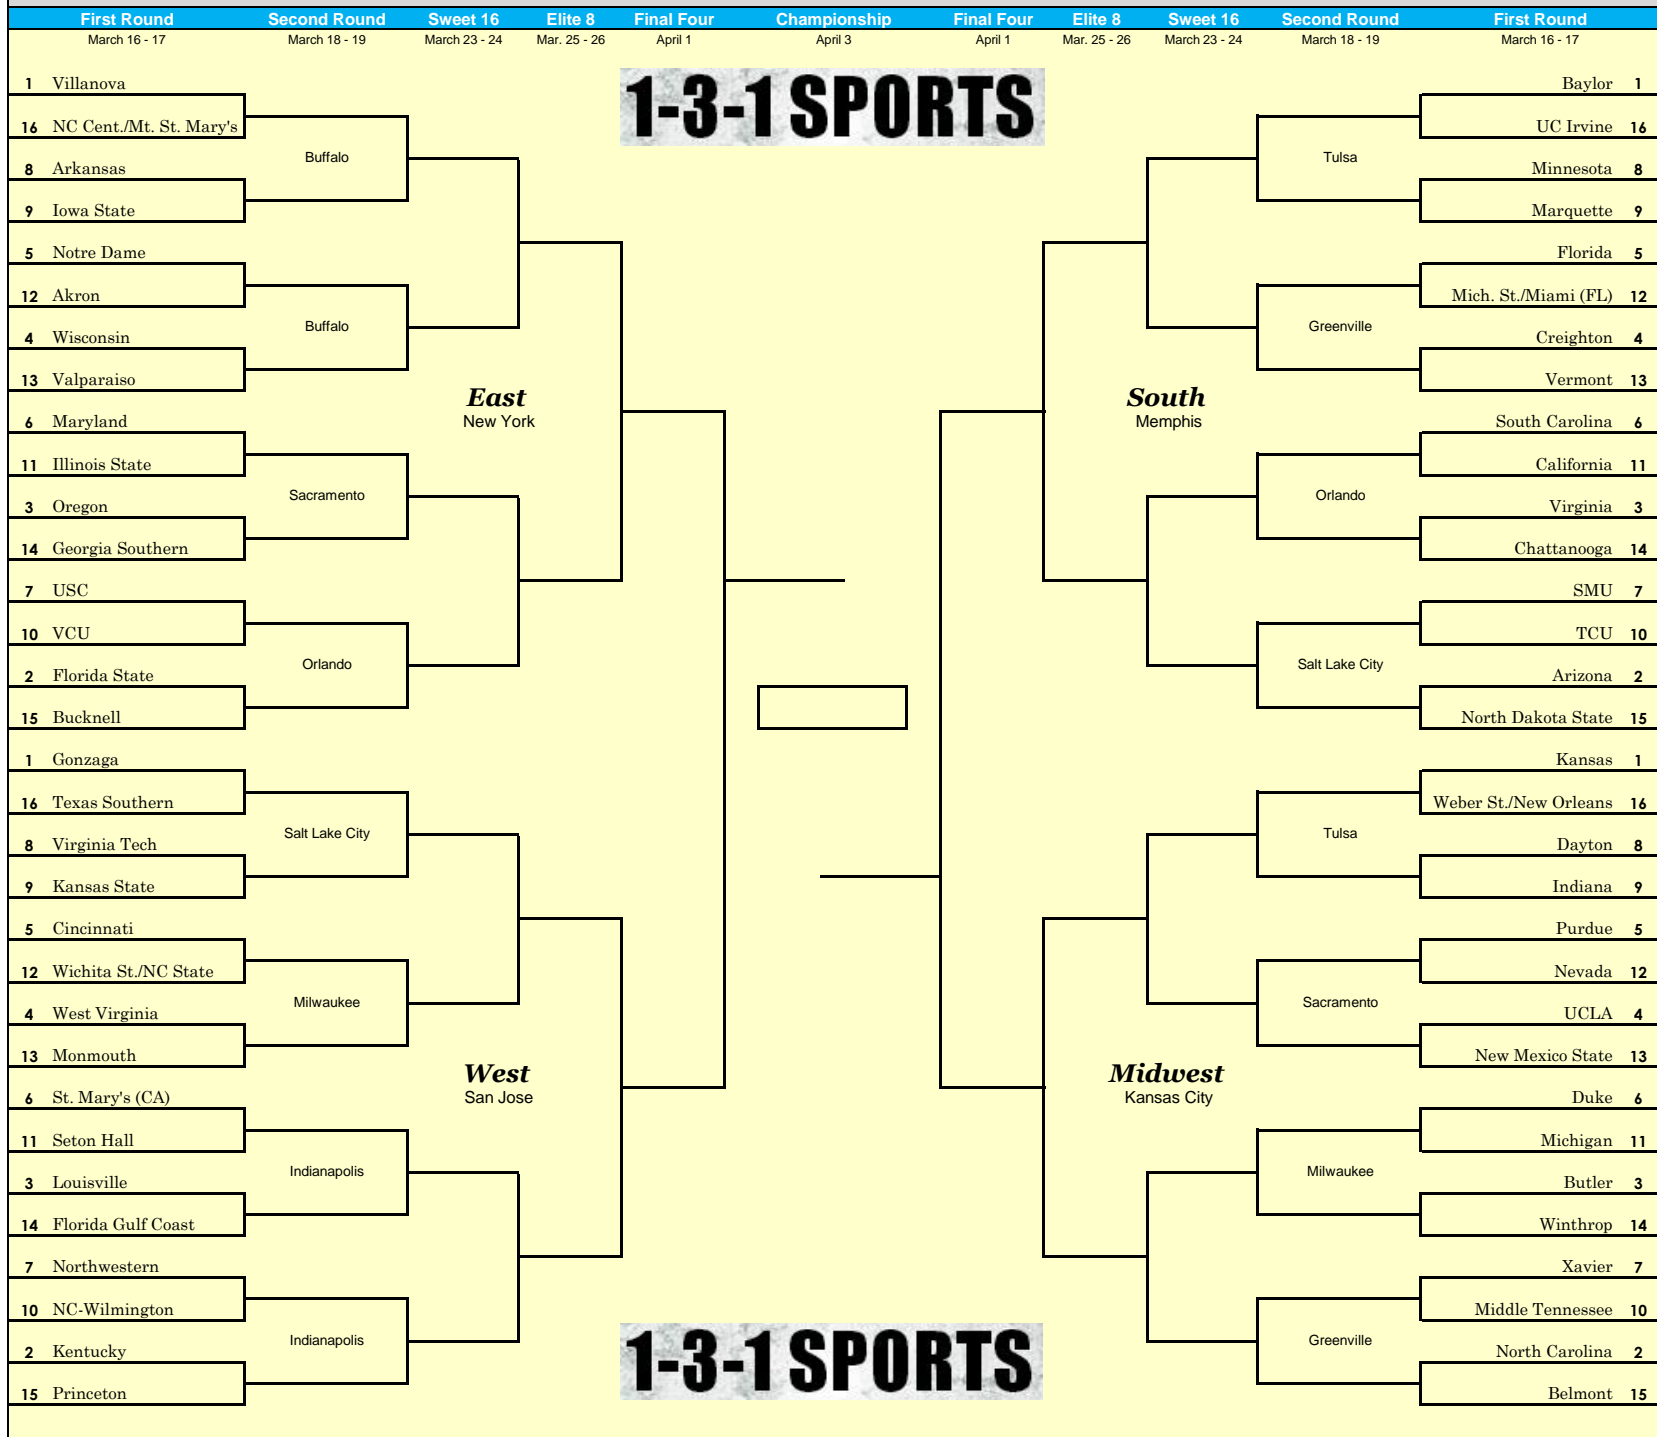 First Round Second Round Sweet 16 Elite 8 Final Four Championship Final Four Elite 8 Sweet 16 Second Round First Round
March 16 - 17 March 18 - 19 March 23 - 24 Mar. 25 - 26 April 1 April 3 April 1 Mar. 25 - 26 March 23 - 24 March 18 - 19 March 16 - 17
1-3-1 SPORTS
1 Villanova
16 NC Cent./Mt. St. Mary's
Buffalo
8 Arkansas
9 Iowa State
5 Notre Dame
12 Akron
Buffalo
4 Wisconsin
13 Valparaiso
East
New York
6 Maryland
11 Illinois State
Sacramento
3 Oregon
14 Georgia Southern
7 USC
10 VCU
Orlando
2 Florida State
15 Bucknell
1 Gonzaga
16 Texas Southern
Salt Lake City
8 Virginia Tech
9 Kansas State
5 Cincinnati
12 Wichita St./NC State
Milwaukee
4 West Virginia
13 Monmouth
West
San Jose
6 St. Mary's (CA)
11 Seton Hall
Indianapolis
3 Louisville
14 Florida Gulf Coast
7 Northwestern
10 NC-Wilmington
Indianapolis
2 Kentucky
15 Princeton
Baylor 1
UC Irvine 16
Tulsa
Minnesota 8
Marquette 9
Florida 5
Mich. St./Miami (FL) 12
Greenville
Creighton 4
Vermont 13
South
Memphis
South Carolina 6
California 11
Orlando
Virginia 3
Chattanooga 14
SMU 7
TCU 10
Salt Lake City
Arizona 2
North Dakota State 15
Kansas 1
Weber St./New Orleans 16
Tulsa
Dayton 8
Indiana 9
Purdue 5
Nevada 12
Sacramento
UCLA 4
New Mexico State 13
Midwest
Kansas City
Duke 6
Michigan 11
Milwaukee
Butler 3
Winthrop 14
Xavier 7
Middle Tennessee 10
Greenville
North Carolina 2
Belmont 15
1-3-1 SPORTS